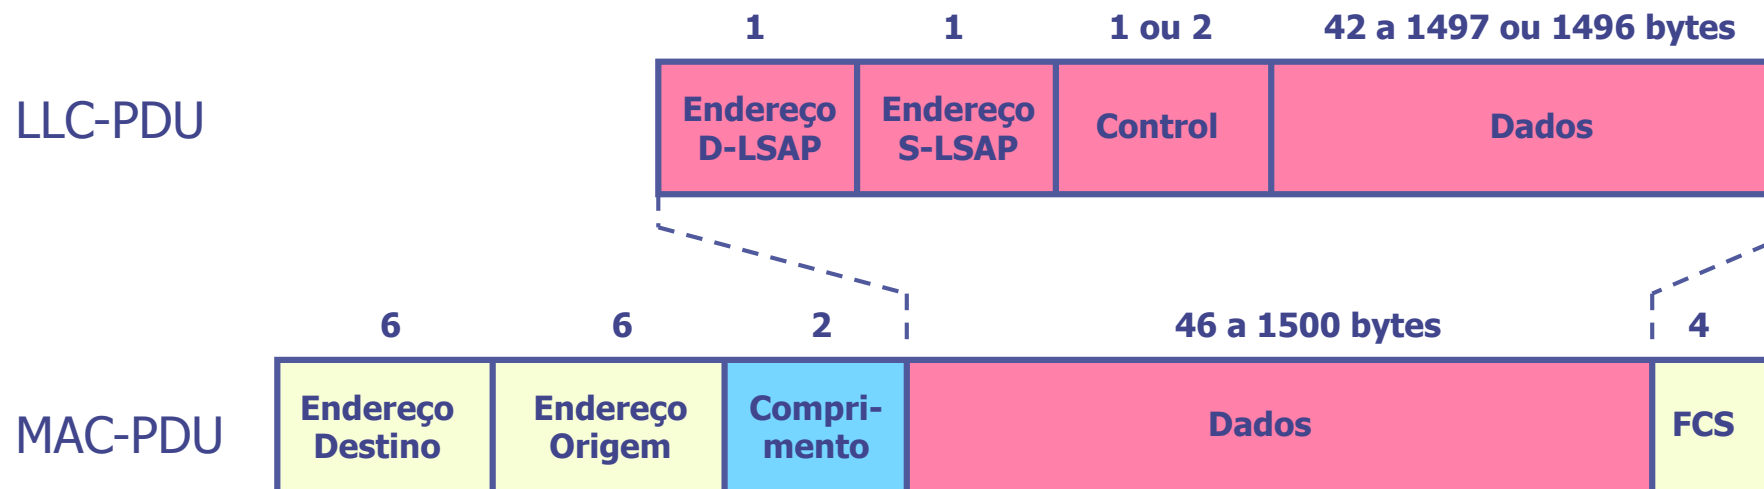 1 1 1 ou 2 42 a 1497 ou 1496 bytes
LLC-PDU
Endereço
D-LSAP
Endereço
S-LSAP
Control
Dados
6 6 2 46 a 1500 bytes 4
MAC-PDU
Endereço
Destino
Endereço
Origem
Compri-
mento
Dados
FCS